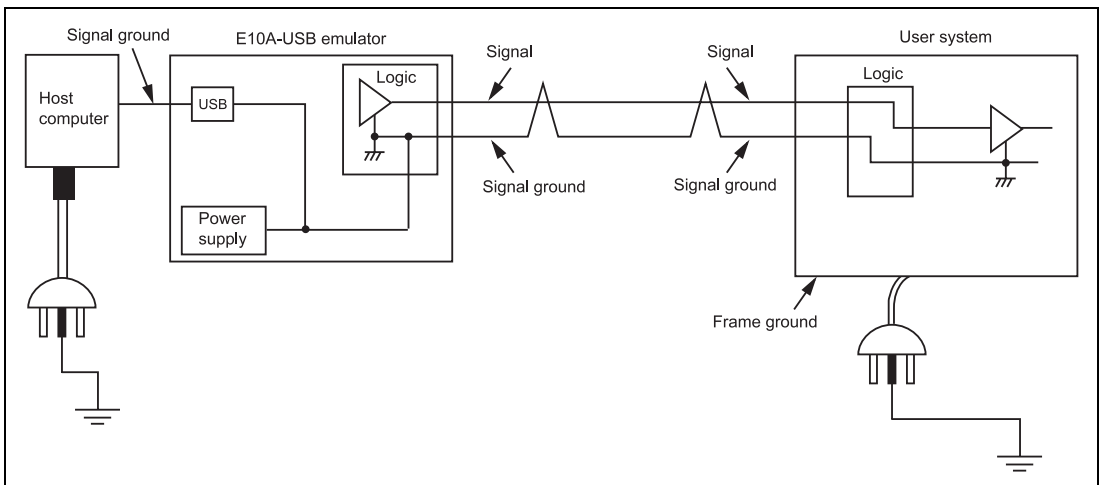 Signal ground
E10A-USB emulator
Signal
Signal
User system
Logic
Logic
Host
computer
USB
Signal ground
Signal ground
Power
supply
Frame ground